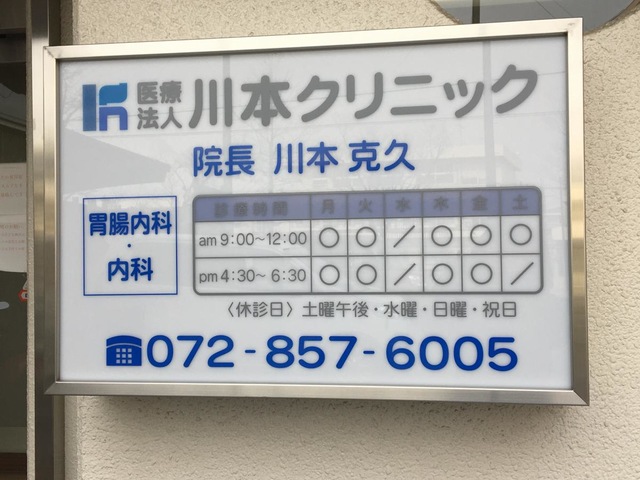 医療法人 川本クリニック
院長 川本 克久
胃腸内科
・
内科
診療時間 月 火 水 木 金 土
am 9:00~12:00 ○ ○ / ○ ○ ○
pm 4:30~ 6:30 ○ ○ / ○ ○ /
〈休診日〉土曜午後・水曜・日曜・祝日
☎072-857-6005